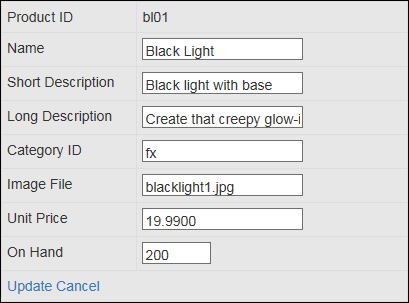 Product ID bl01
Name Black Light
Short Description Black light with base
Long Description Create that creepy glow-i
Category ID fx
Image File blacklight1.jpg
Unit Price 19.9900
On Hand 200
Update Cancel